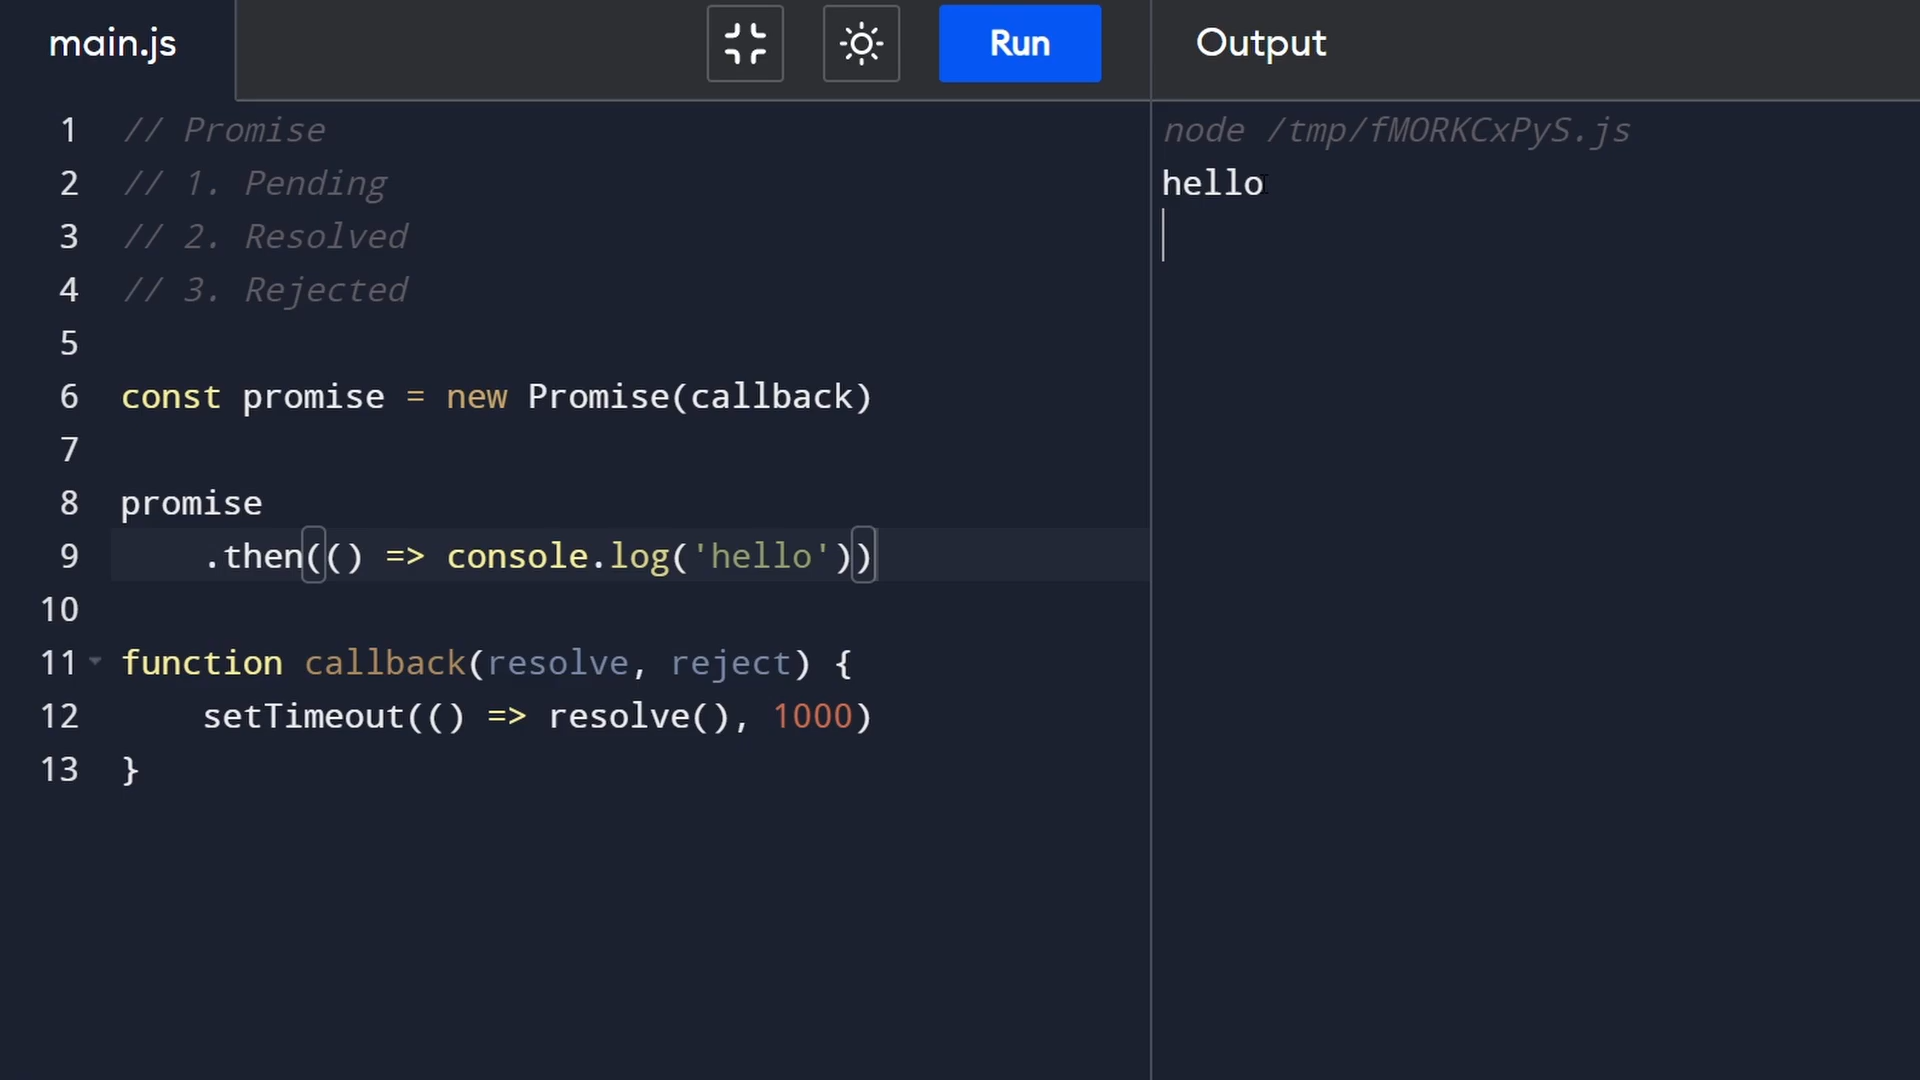 main.js
Run
Output
1 // Promise
2 // 1. Pending
3 // 2. Resolved
4 // 3. Rejected
5
6 const promise = new Promise(callback)
7
8 promise
9     .then(() => console.log('hello'))
10
11 function callback(resolve, reject) {
12     setTimeout(() => resolve(), 1000)
13 }
node /tmp/fMORKCxPyS.js
hello